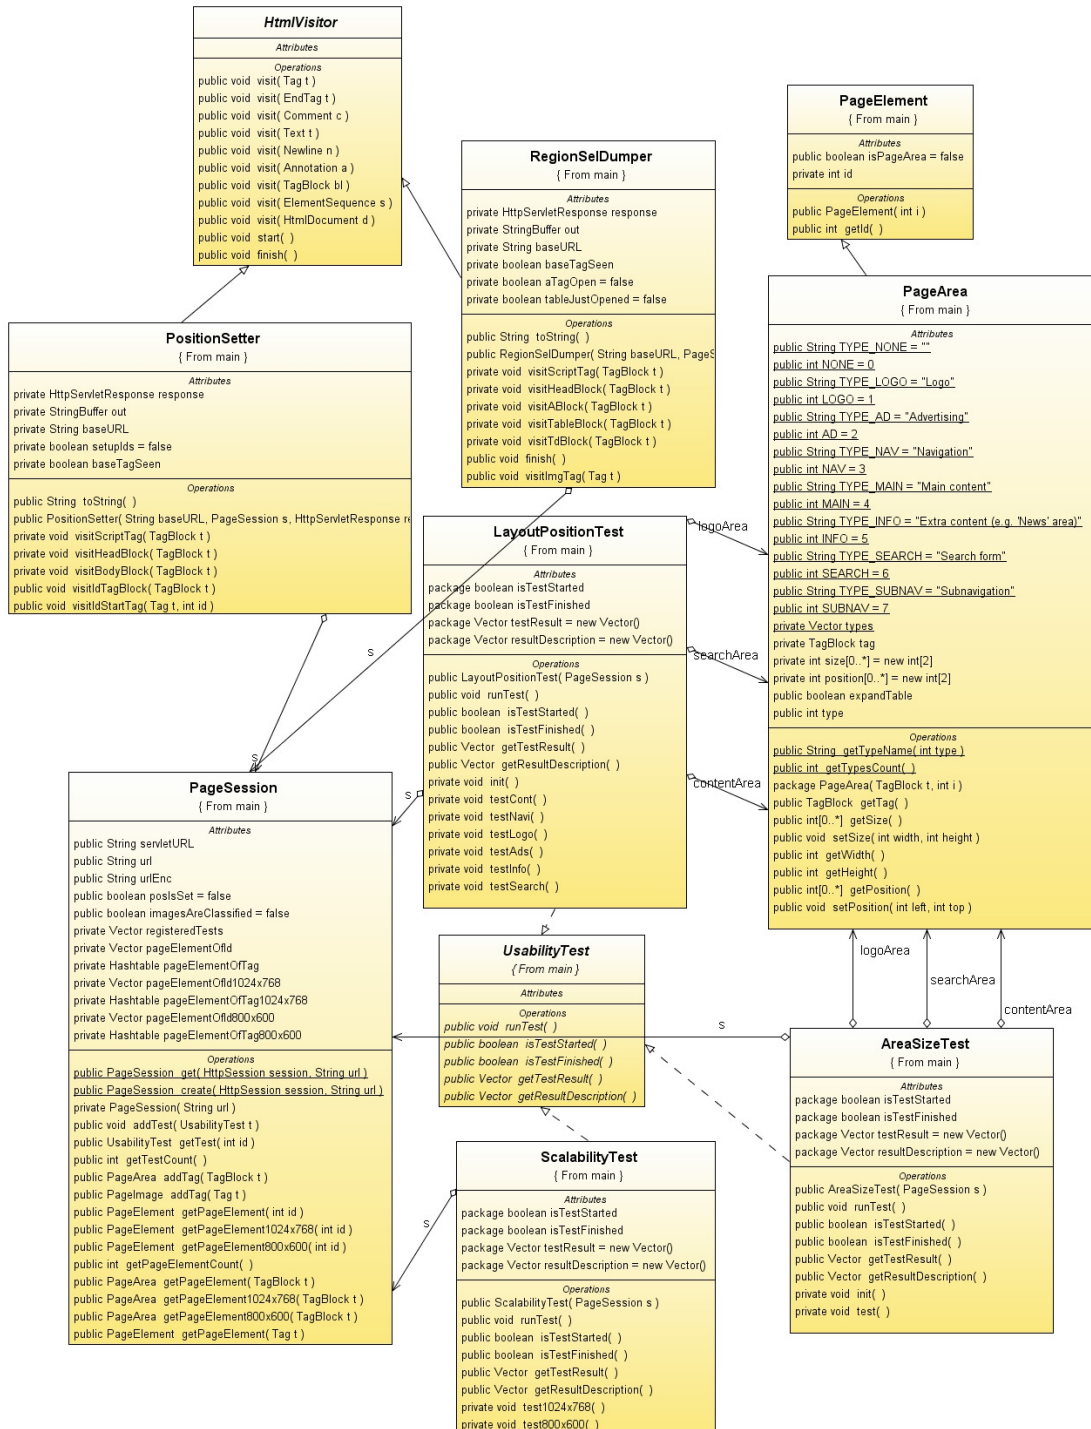 HtmlVisitor
Attributes
Operations
public void visit( Tag t )
public void visit( EndTag t )
public void visit( Comment c )
public void visit( Text t )
public void visit( Newline n )
public void visit( Annotation a )
public void visit( TagBlock bl )
public void visit( ElementSequence s )
public void visit( HtmlDocument d )
public void start( )
public void finish( )
PageElement
{ From main }
Attributes
public boolean isPageArea = false
private int id
Operations
public PageElement( int i )
public int getId( )
RegionSelDumper
{ From main }
Attributes
private HttpServletResponse response
private StringBuffer out
private String baseURL
private boolean baseTagSeen
private boolean aTagOpen = false
private boolean tableJustOpened = false
Operations
public String toString( )
public RegionSelDumper( String baseURL, PageS
private void visitScriptTag( TagBlock t )
private void visitHeadBlock( TagBlock t )
private void visitABlock( TagBlock t )
private void visitTableBlock( TagBlock t )
private void visitTdBlock( TagBlock t )
public void finish( )
public void visitImgTag( Tag t )
PageArea
{ From main }
Attributes
public String TYPE_NONE = ""
public int NONE = 0
public String TYPE_LOGO = "Logo"
public int LOGO = 1
public String TYPE_AD = "Advertising"
public int AD = 2
public String TYPE_NAV = "Navigation"
public int NAV = 3
public String TYPE_MAIN = "Main content"
public int MAIN = 4
public String TYPE_INFO = "Extra content (e.g. 'News' area)"
public int INFO = 5
public String TYPE_SEARCH = "Search form"
public int SEARCH = 6
public String TYPE_SUBNAV = "Subnavigation"
public int SUBNAV = 7
private Vector types
private TagBlock tag
private int size[0..*] = new int[2]
private int position[0..*] = new int[2]
public boolean expandTable
public int type
Operations
public String getTypeName( int type )
public int getTypesCount( )
package PageArea( TagBlock t, int i )
public TagBlock getTag( )
public int[0..*] getSize( )
public void setSize( int width, int height )
public int getWidth( )
public int getHeight( )
public int[0..*] getPosition( )
public void setPosition( int left, int top )
PositionSetter
{ From main }
Attributes
private HttpServletResponse response
private StringBuffer out
private String baseURL
private boolean setupIds = false
private boolean baseTagSeen
Operations
public String toString( )
public PositionSetter( String baseURL, PageSession s, HttpServletResponse re
private void visitScriptTag( TagBlock t )
private void visitHeadBlock( TagBlock t )
private void visitBodyBlock( TagBlock t )
public void visitIdTagBlock( TagBlock t )
public void visitIdStartTag( Tag t, int id )
LayoutPositionTest
{ From main }
Attributes
package boolean isTestStarted
package boolean isTestFinished
package Vector testResult = new Vector()
package Vector resultDescription = new Vector()
Operations
public LayoutPositionTest( PageSession s )
public void runTest( )
public boolean isTestStarted( )
public boolean isTestFinished( )
public Vector getTestResult( )
public Vector getResultDescription( )
private void init( )
private void testCont( )
private void testNavi( )
private void testLogo( )
private void testAds( )
private void testInfo( )
private void testSearch( )
logoArea
searchArea
contentArea
s
s
s
PageSession
{ From main }
Attributes
public String servletURL
public String url
public String urlEnc
public boolean posIsSet = false
public boolean imagesAreClassified = false
private Vector registeredTests
private Vector pageElementOfId
private Hashtable pageElementOfTag
private Vector pageElementOfId1024x768
private Hashtable pageElementOfTag1024x768
private Vector pageElementOfId800x600
private Hashtable pageElementOfTag800x600
Operations
public PageSession get( HttpSession session, String url )
public PageSession create( HttpSession session, String url )
private PageSession( String url )
public void addTest( UsabilityTest t )
public UsabilityTest getTest( int id )
public int getTestCount( )
public PageArea addTag( TagBlock t )
public PageImage addTag( Tag t )
public PageElement getPageElement( int id )
public PageElement getPageElement1024x768( int id )
public PageElement getPageElement800x600( int id )
public int getPageElementCount( )
public PageArea getPageElement( TagBlock t )
public PageArea getPageElement1024x768( TagBlock t )
public PageArea getPageElement800x600( TagBlock t )
public PageElement getPageElement( Tag t )
UsabilityTest
{ From main }
Attributes
Operations
public void runTest( )
public boolean isTestStarted( )
public boolean isTestFinished( )
public Vector getTestResult( )
public Vector getResultDescription( )
s
logoArea
searchArea
contentArea
AreaSizeTest
{ From main }
Attributes
package boolean isTestStarted
package boolean isTestFinished
package Vector testResult = new Vector()
package Vector resultDescription = new Vector()
Operations
public AreaSizeTest( PageSession s )
public void runTest( )
public boolean isTestStarted( )
public boolean isTestFinished( )
public Vector getTestResult( )
public Vector getResultDescription( )
private void init( )
private void test( )
s
ScalabilityTest
{ From main }
Attributes
package boolean isTestStarted
package boolean isTestFinished
package Vector testResult = new Vector()
package Vector resultDescription = new Vector()
Operations
public ScalabilityTest( PageSession s )
public void runTest( )
public boolean isTestStarted( )
public boolean isTestFinished( )
public Vector getTestResult( )
public Vector getResultDescription( )
private void test1024x768( )
private void test800x600( )